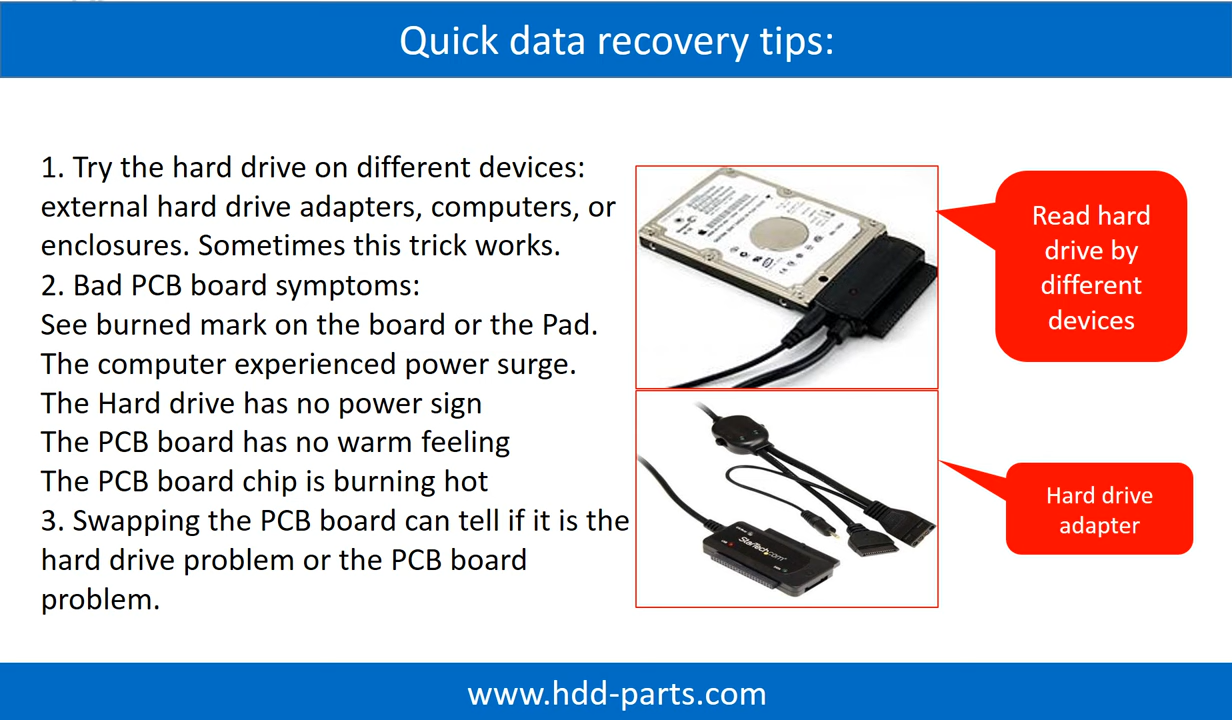 Quick data recovery tips:
1. Try the hard drive on different devices:
external hard drive adapters, computers, or
enclosures. Sometimes this trick works.
2. Bad PCB board symptoms:
See burned mark on the board or the Pad.
The computer experienced power surge.
The Hard drive has no power sign
The PCB board has no warm feeling
The PCB board chip is burning hot
3. Swapping the PCB board can tell if it is the
hard drive problem or the PCB board
problem.
Read hard
drive by
different
devices
StarTech.com
Hard drive
adapter
www.hdd-parts.com